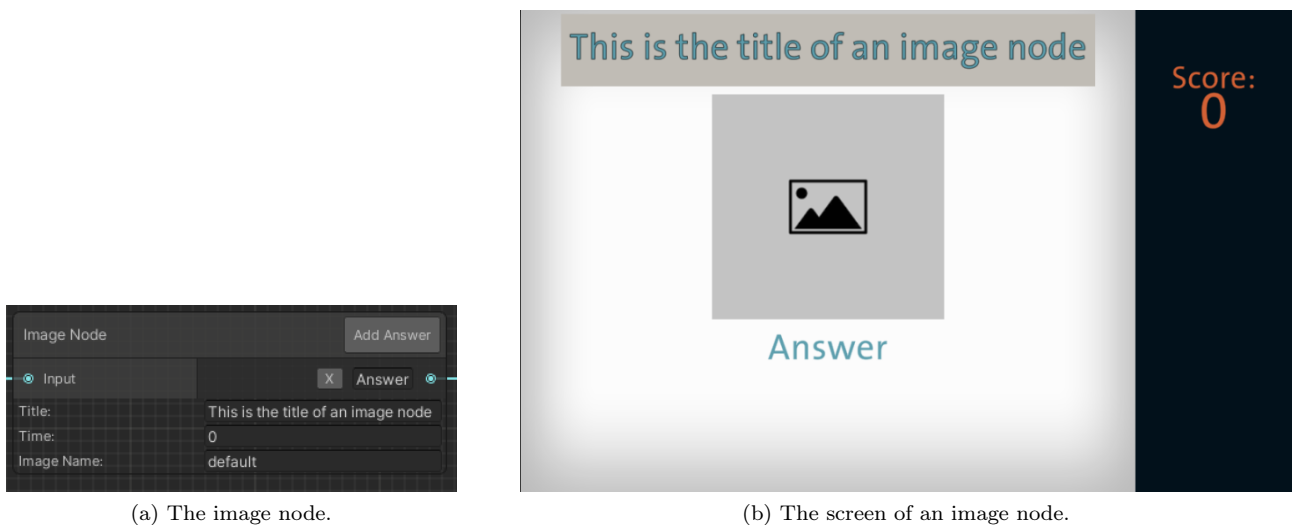 Image Node
Add Answer
Input
X
Answer
Title:
This is the title of an image node
Time:
0
Image Name:
default
(a) The image node.
This is the title of an image node
Score:
0
Answer
(b) The screen of an image node.